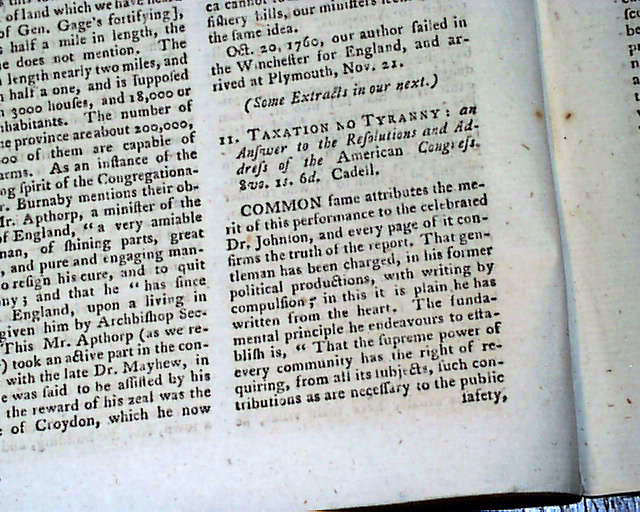 of land which we have heard
of Gen. Gage's fortifying],
half a mile in length, the
e does not mention. The
length nearly two miles, and
half a one, and is ſuppoſed
3000 houſes, and 18,000 or
nhabitants. The number of
e province are about 200,000,
of them are capable of
arms. As an inſtance of the
ng ſpirit of the Congregationa-
r. Burnaby mentions their ob-
Mr. Apthorp, a miniſter of the
of England, "a very amiable
man, of ſhining parts, great
, and pure and engaging man-
to reſign his cure, and to quit
ny; and that he "has ſince
England, upon a living in
given him by Archbiſhop Sec-
This Mr. Apthorp (as we re-
) took an active part in the con-
with the late Dr. Mayhew, in
e was ſaid to be aſſiſted by his
the reward of his zeal was the
e of Croydon, which he now
ca cannot
fiſhery bills, our miniſters
the ſame idea.
Oct. 20, 1760, our author ſailed in
the Wincheſter for England, and ar-
rived at Plymouth, Nov. 21.
(Some Extracts in our next.)
11. TAXATION NO TYRANNY: an
Anſwer to the Reſolutions and Ad-
dreſs of the American Congreſs.
8vo. 1s. 6d. Cadell.
COMMON fame attributes the me-
rit of this performance to the celebrated
Dr. Johnſon, and every page of it con-
firms the truth of the report. That gen-
tleman has been charged, in his former
political productions, with writing by
compulſion; in this it is plain he has
written from the heart. The funda-
mental principle he endeavours to eſta-
bliſh is, "That the ſupreme power of
every community has the right of re-
quiring, from all its ſubjects, ſuch con-
tributions as are neceſſary to the public
ſafety,